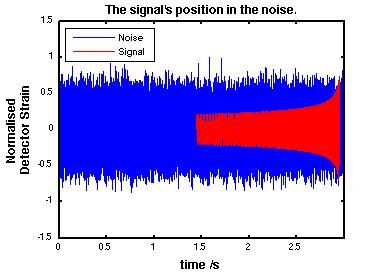 The signal's position in the noise.
Noise
Signal
Normalised
Detector Strain
1.5
1
0.5
0
-0.5
-1
-1.5
0 0.5 1 1.5 2 2.5
time /s